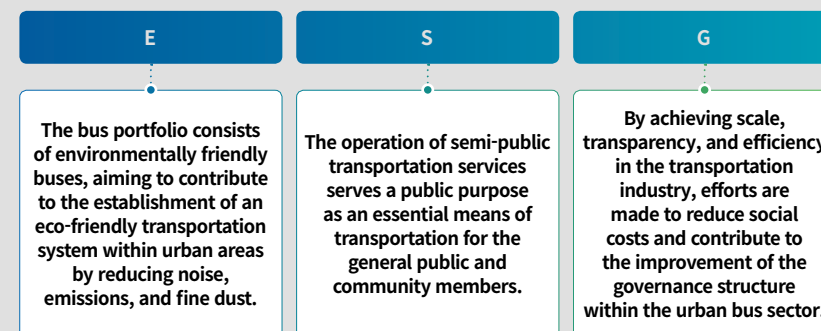 E
The bus portfolio consists
of environmentally friendly
buses, aiming to contribute
to the establishment of an
eco-friendly transportation
system within urban areas
by reducing noise,
emissions, and fine dust.
S
The operation of semi-public
transportation services
serves a public purpose
as an essential means of
transportation for the
general public and
community members.
G
By achieving scale,
transparency, and efficiency
in the transportation
industry, efforts are
made to reduce social
costs and contribute to
the improvement of the
governance structure
within the urban bus sector.